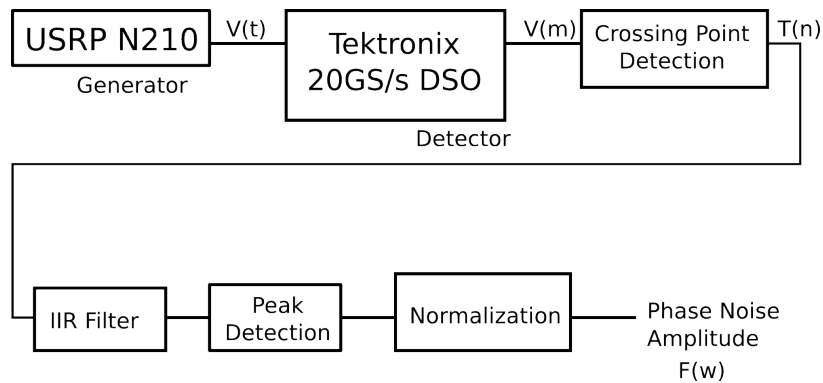 USRP N210
V(t)
Generator
Tektronix
20GS/s DSO
Detector
V(m)
Crossing Point
Detection
T(n)
IIR Filter
Peak
Detection
Normalization
Phase Noise
Amplitude
F(w)